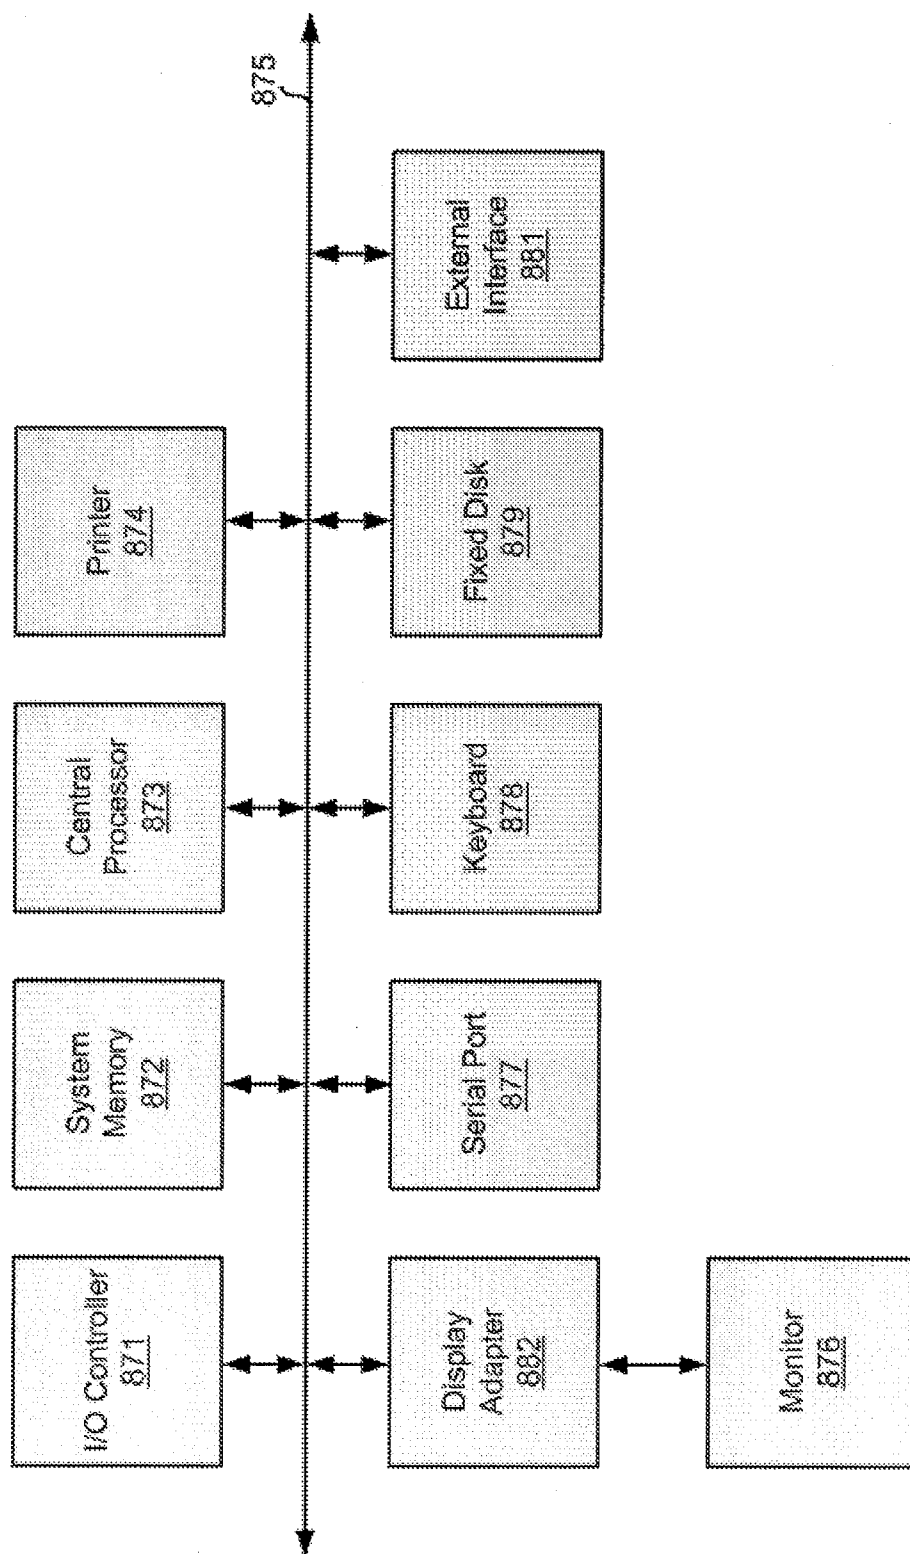 I/O Controller
871
System
Memory
872
Central
Processor
873
Printer
874
875
Display
Adapter
882
Serial Port
877
Keyboard
878
Fixed Disk
879
External
Interface
881
Monitor
876